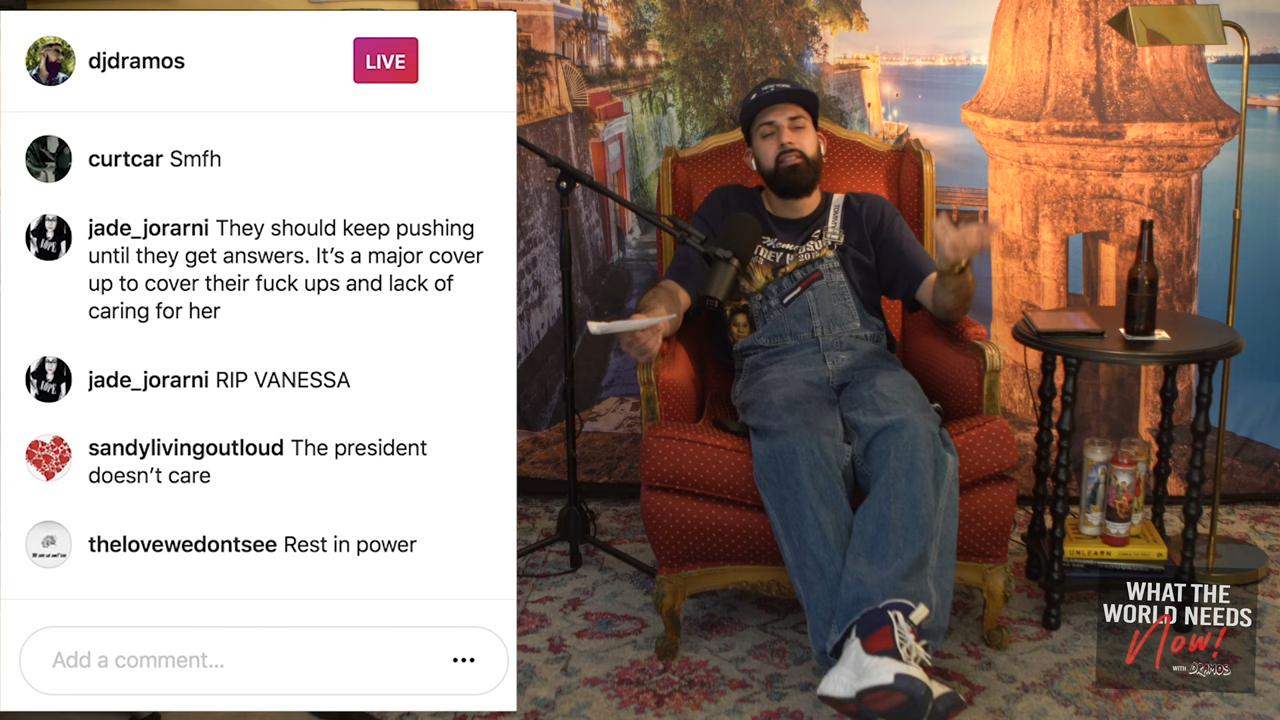 djdramos
LIVE
curtcar Smfh
jade_jorarni They should keep pushing
until they get answers. It’s a major cover
up to cover their fuck ups and lack of
caring for her
jade_jorarni RIP VANESSA
sandylivingoutloud The president
doesn’t care
thelovewedontsee Rest in power
Add a comment...
UNLEARN
WHAT THE
WORLD NEEDS
Now!
WITH DRAMOS